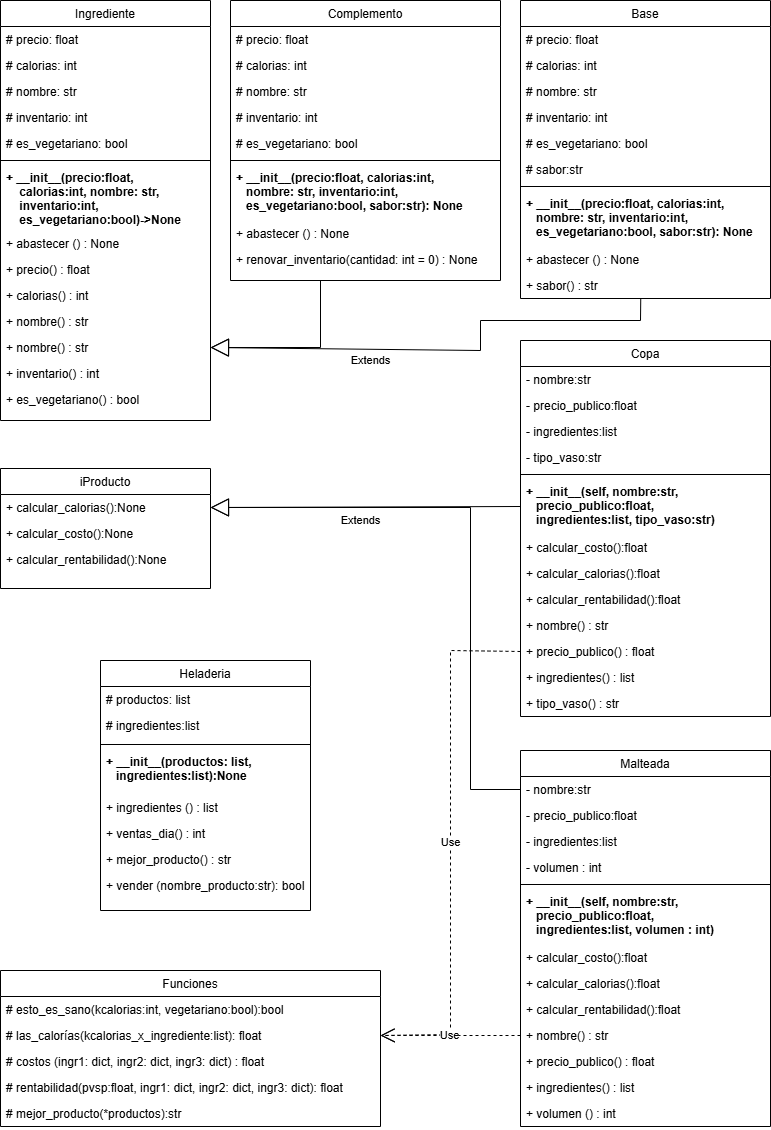 Ingrediente
# precio: float
# calorias: int
# nombre: str
# inventario: int
# es_vegetariano: bool
+ __init__(precio:float,
calorias:int, nombre: str,
inventario:int,
es_vegetariano:bool)->None
+ abastecer () : None
+ precio() : float
+ calorias() : int
+ nombre() : str
+ nombre() : str
+ inventario() : int
+ es_vegetariano() : bool
Complemento
# precio: float
# calorias: int
# nombre: str
# inventario: int
# es_vegetariano: bool
+ __init__(precio:float, calorias:int,
nombre: str, inventario:int,
es_vegetariano:bool, sabor:str): None
+ abastecer () : None
+ renovar_inventario(cantidad: int = 0) : None
Base
# precio: float
# calorias: int
# nombre: str
# inventario: int
# es_vegetariano: bool
# sabor:str
+ __init__(precio:float, calorias:int,
nombre: str, inventario:int,
es_vegetariano:bool, sabor:str): None
+ abastecer () : None
+ sabor() : str
Extends
Copa
- nombre:str
- precio_publico:float
- ingredientes:list
- tipo_vaso:str
+ __init__(self, nombre:str,
precio_publico:float,
ingredientes:list, tipo_vaso:str)
+ calcular_costo():float
+ calcular_calorias():float
+ calcular_rentabilidad():float
+ nombre() : str
+ precio_publico() : float
+ ingredientes() : list
+ tipo_vaso() : str
iProducto
+ calcular_calorias():None
+ calcular_costo():None
+ calcular_rentabilidad():None
Extends
Heladeria
# productos: list
# ingredientes:list
+ __init__(productos: list,
ingredientes:list):None
+ ingredientes () : list
+ ventas_dia() : int
+ mejor_producto() : str
+ vender (nombre_producto:str): bool
Malteada
- nombre:str
- precio_publico:float
- ingredientes:list
- volumen : int
+ __init__(self, nombre:str,
precio_publico:float,
ingredientes:list, volumen : int)
+ calcular_costo():float
+ calcular_calorias():float
+ calcular_rentabilidad():float
+ nombre() : str
+ precio_publico() : float
+ ingredientes() : list
+ volumen () : int
Use
Use
Funciones
# esto_es_sano(kcalorias:int, vegetariano:bool):bool
# las_calorías(kcalorias_x_ingrediente:list): float
# costos (ingr1: dict, ingr2: dict, ingr3: dict) : float
# rentabilidad(pvsp:float, ingr1: dict, ingr2: dict, ingr3: dict): float
# mejor_producto(*productos):str